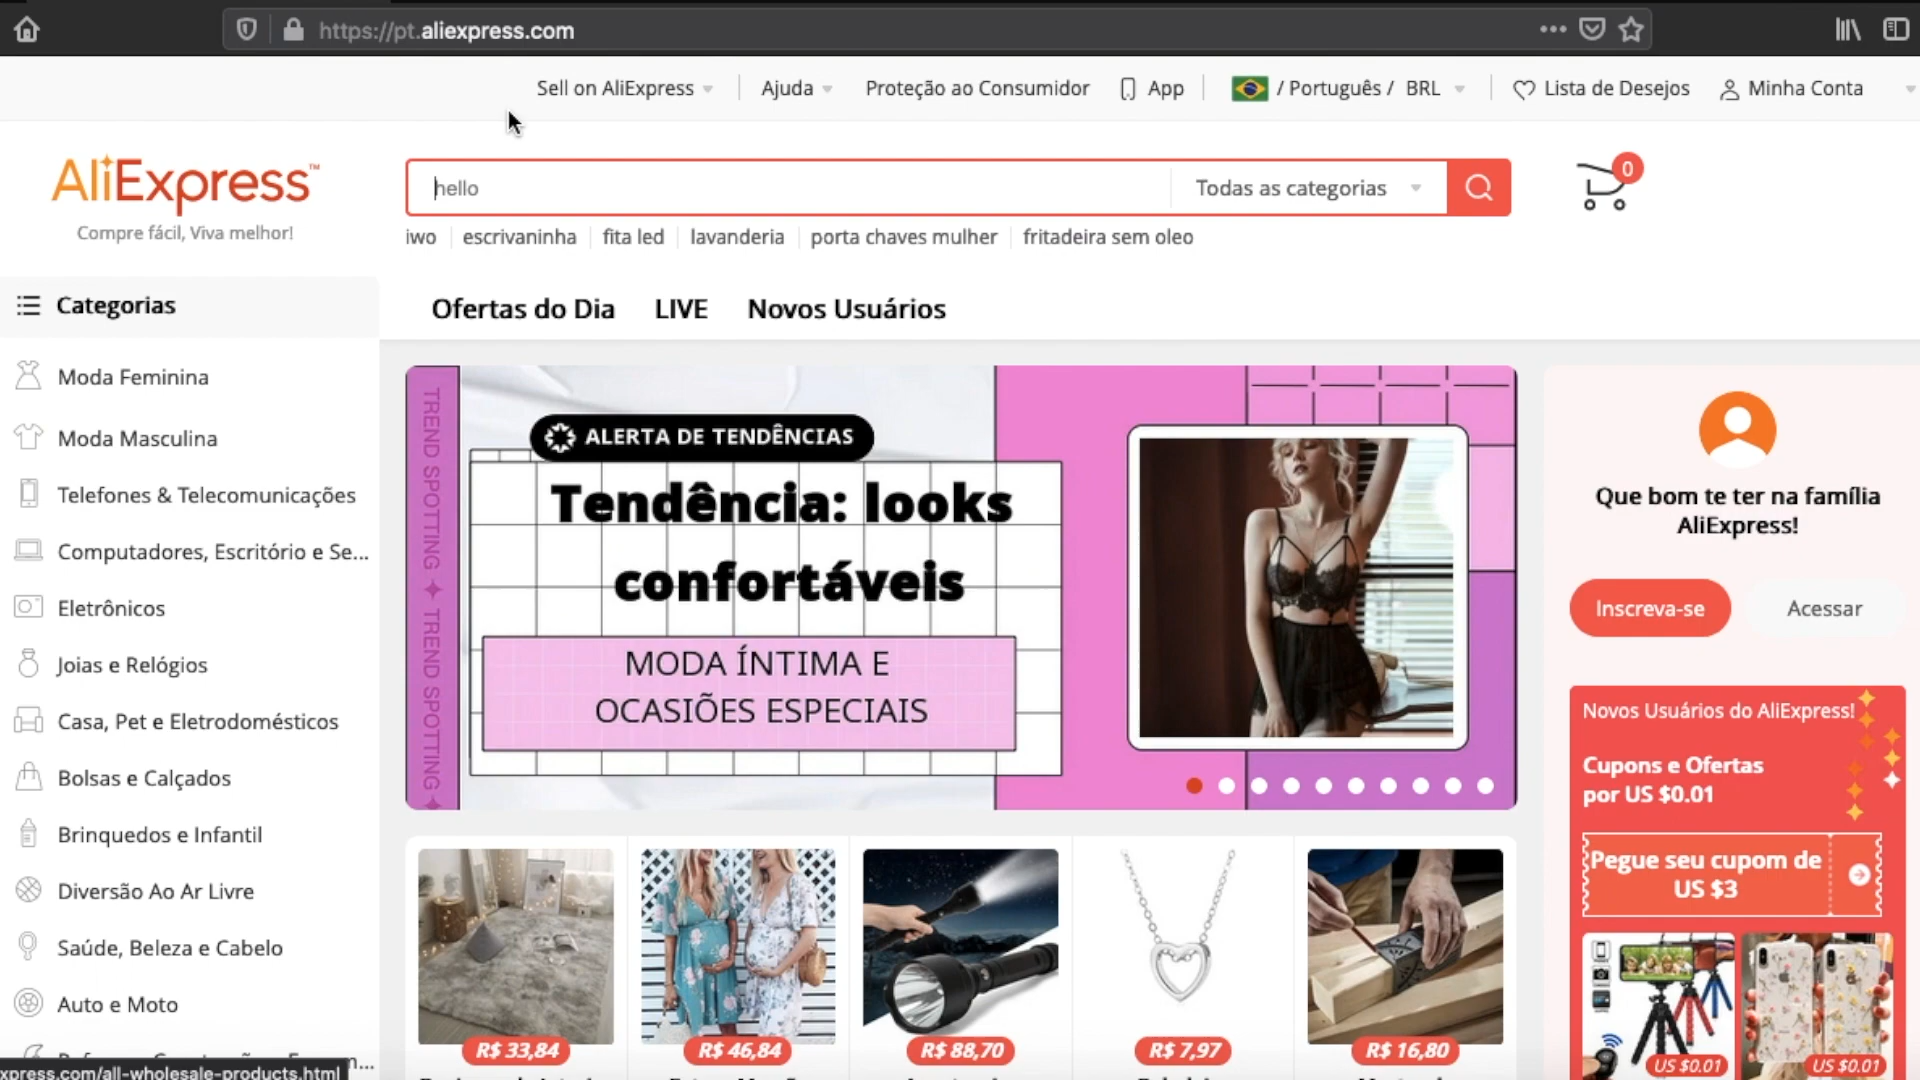 https://pt.aliexpress.com
Sell on AliExpress
Ajuda
Proteção ao Consumidor
App
/ Português / BRL
Lista de Desejos
Minha Conta
AliExpress™
Compre fácil, Viva melhor!
hello
Todas as categorias
0
iwo
escrivaninha
fita led
lavanderia
porta chaves mulher
fritadeira sem oleo
Categorias
Ofertas do Dia
LIVE
Novos Usuários
Moda Feminina
Moda Masculina
Telefones & Telecomunicações
Computadores, Escritório e Se...
Eletrônicos
Joias e Relógios
Casa, Pet e Eletrodomésticos
Bolsas e Calçados
Brinquedos e Infantil
Diversão Ao Ar Livre
Saúde, Beleza e Cabelo
Auto e Moto
xpress.com/all-wholesale-products.html
TREND SPOTTING
TREND SPOTTING
ALERTA DE TENDÊNCIAS
Tendência: looks
confortáveis
MODA ÍNTIMA E
OCASIÕES ESPECIAIS
R$ 33,84
R$ 46,84
R$ 88,70
R$ 7,97
R$ 16,80
Que bom te ter na família
AliExpress!
Inscreva-se
Acessar
Novos Usuários do AliExpress!
Cupons e Ofertas
por US $0.01
Pegue seu cupom de
US $3
US $0.01
US $0.01